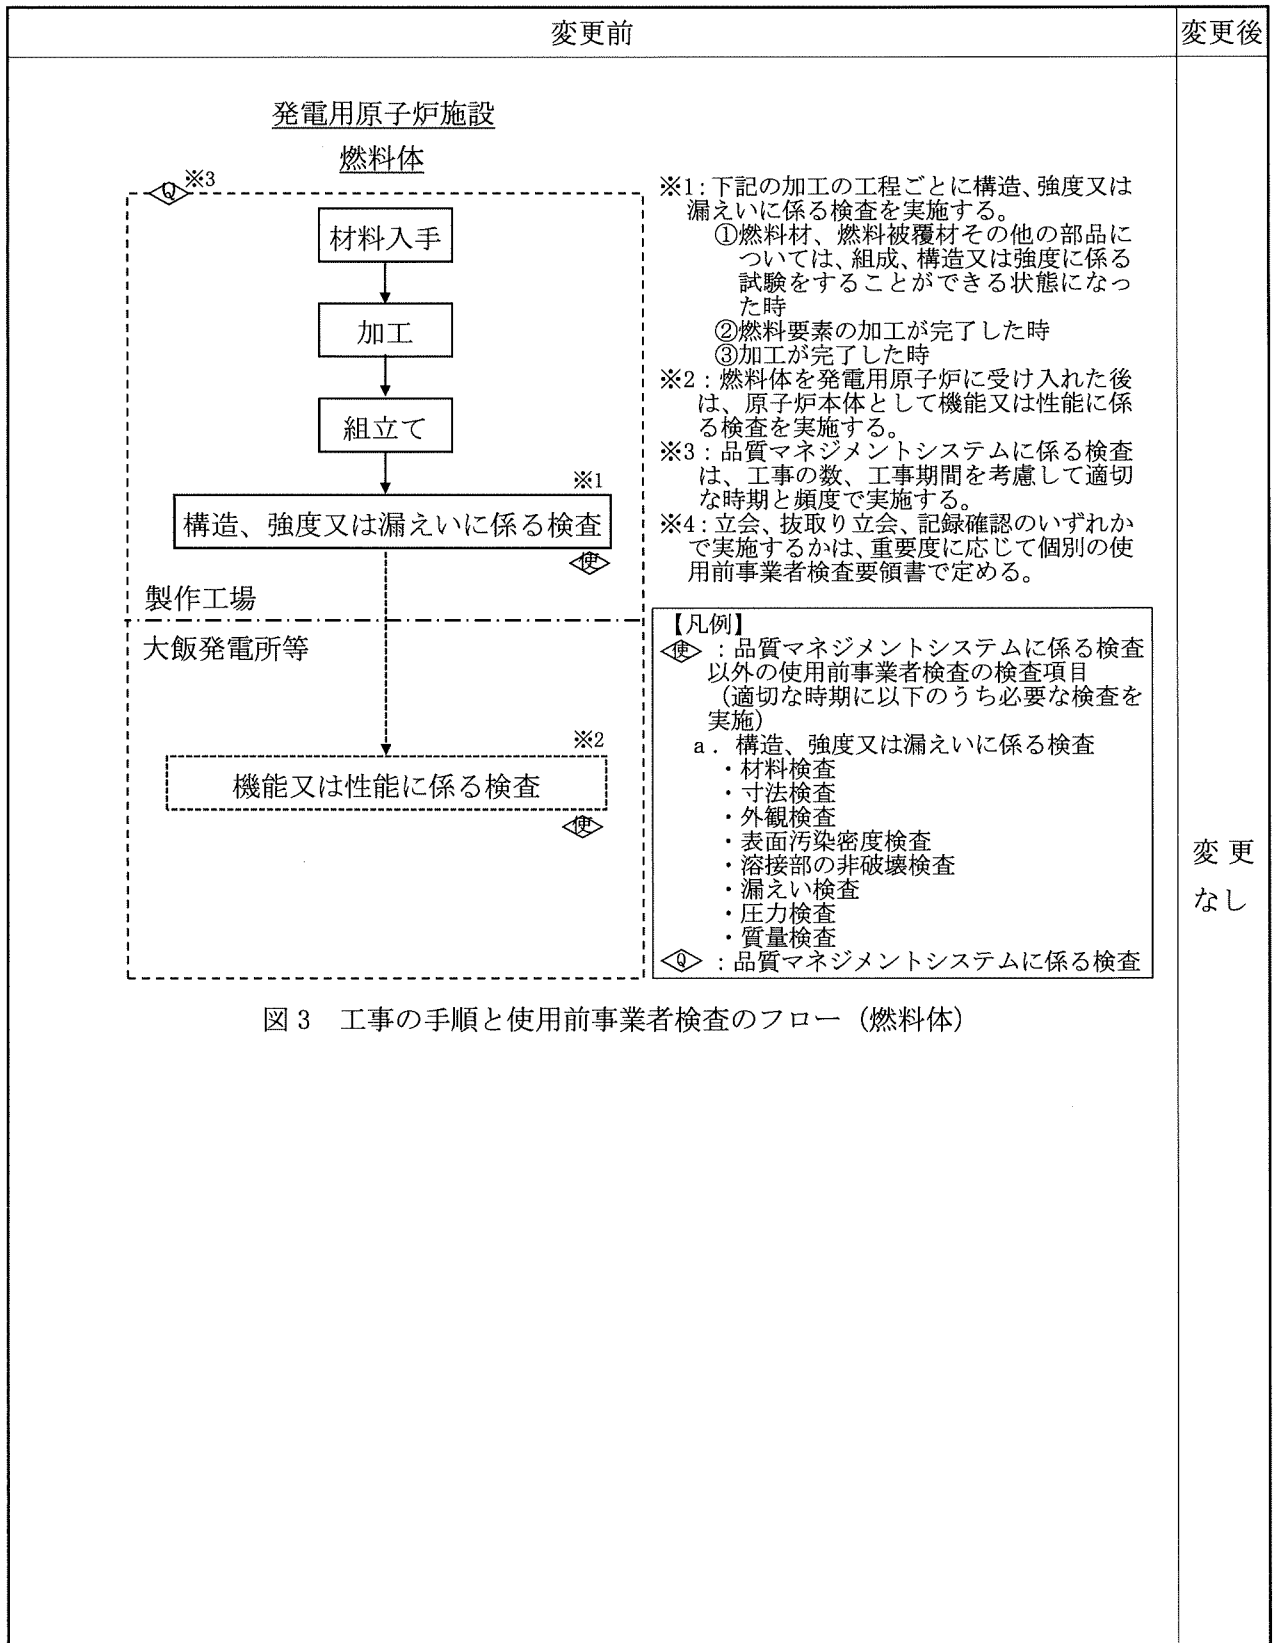 変更前
変更後
発電用原子炉施設
燃料体
Q ※3
材料入手
加工
組立て
※1
構造、強度又は漏えいに係る検査
使
製作工場
大飯発電所等
※2
機能又は性能に係る検査
使
※1：下記の加工の工程ごとに構造、強度又は
漏えいに係る検査を実施する。
①燃料材、燃料被覆材その他の部品に
ついては、組成、構造又は強度に係る
試験をすることができる状態になっ
た時
②燃料要素の加工が完了した時
③加工が完了した時
※2：燃料体を発電用原子炉に受け入れた後
は、原子炉本体として機能又は性能に係
る検査を実施する。
※3：品質マネジメントシステムに係る検査
は、工事の数、工事期間を考慮して適切
な時期と頻度で実施する。
※4：立会、抜取り立会、記録確認のいずれか
で実施するかは、重要度に応じて個別の使
用前事業者検査要領書で定める。
【凡例】
使：品質マネジメントシステムに係る検査
以外の使用前事業者検査の検査項目
（適切な時期に以下のうち必要な検査を
実施）
a．構造、強度又は漏えいに係る検査
・材料検査
・寸法検査
・外観検査
・表面汚染密度検査
・溶接部の非破壊検査
・漏えい検査
・圧力検査
・質量検査
Q：品質マネジメントシステムに係る検査
図3　工事の手順と使用前事業者検査のフロー（燃料体）
変更
なし